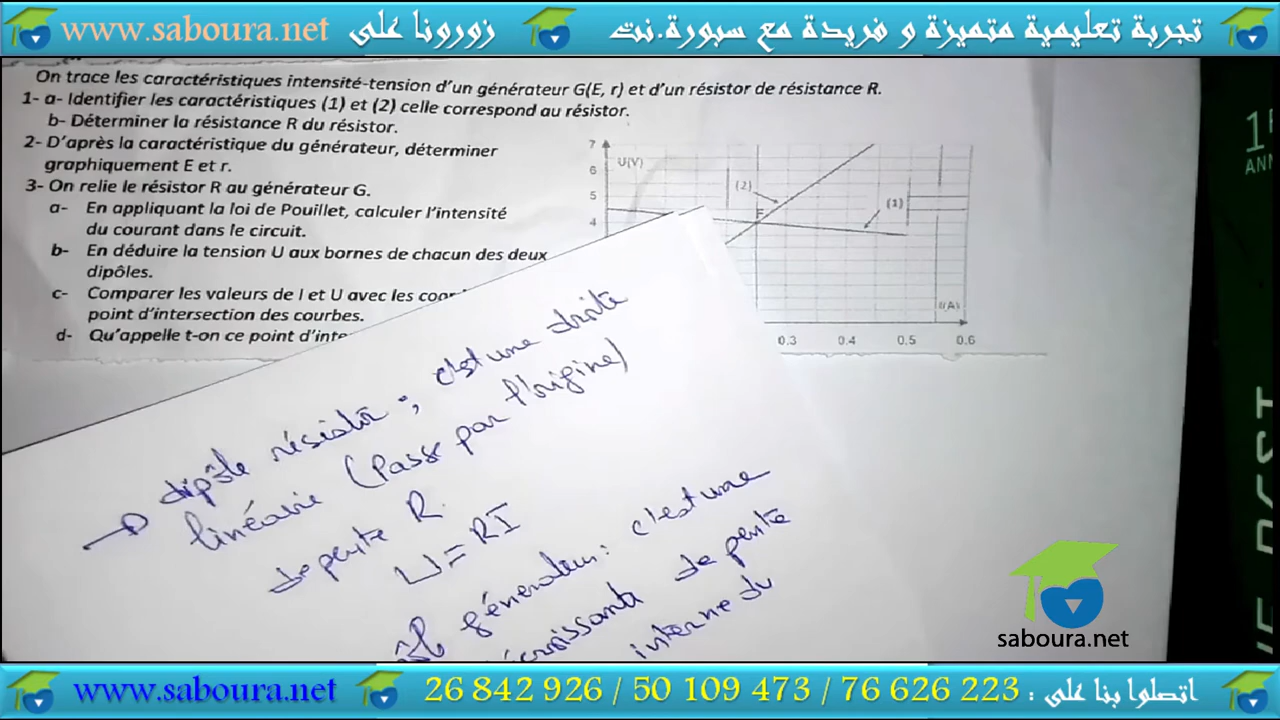 www.saboura.net زورونا على تجربة تعليمية متميزة و فريدة مع سبورة.نت
On trace les caractéristiques intensité-tension d'un générateur G(E, r) et d'un résistor de résistance R.
1- a- Identifier les caractéristiques (1) et (2) celle correspond au résistor.
b- Déterminer la résistance R du résistor.
2- D'après la caractéristique du générateur, déterminer
graphiquement E et r.
3- On relie le résistor R au générateur G.
a- En appliquant la loi de Pouillet, calculer l'intensité
du courant dans le circuit.
b- En déduire la tension U aux bornes de chacun des deux
dipôles.
c- Comparer les valeurs de I et U avec les
point d'intersection des courbes.
d- Qu'appelle t-on ce point
7
U(V)
6
5
4
(2)
(1)
I(A)
0.3 0.4 0.5 0.6
dipôle résistor : c'est une droite
linéaire (Passe par l'origine)
de pente R.
U = RI
générateur : c'est une
de pente
interne du
ANN
saboura.net
www.saboura.net 26 842 926 / 50 109 473 / 76 626 223 : اتصلوا بنا على